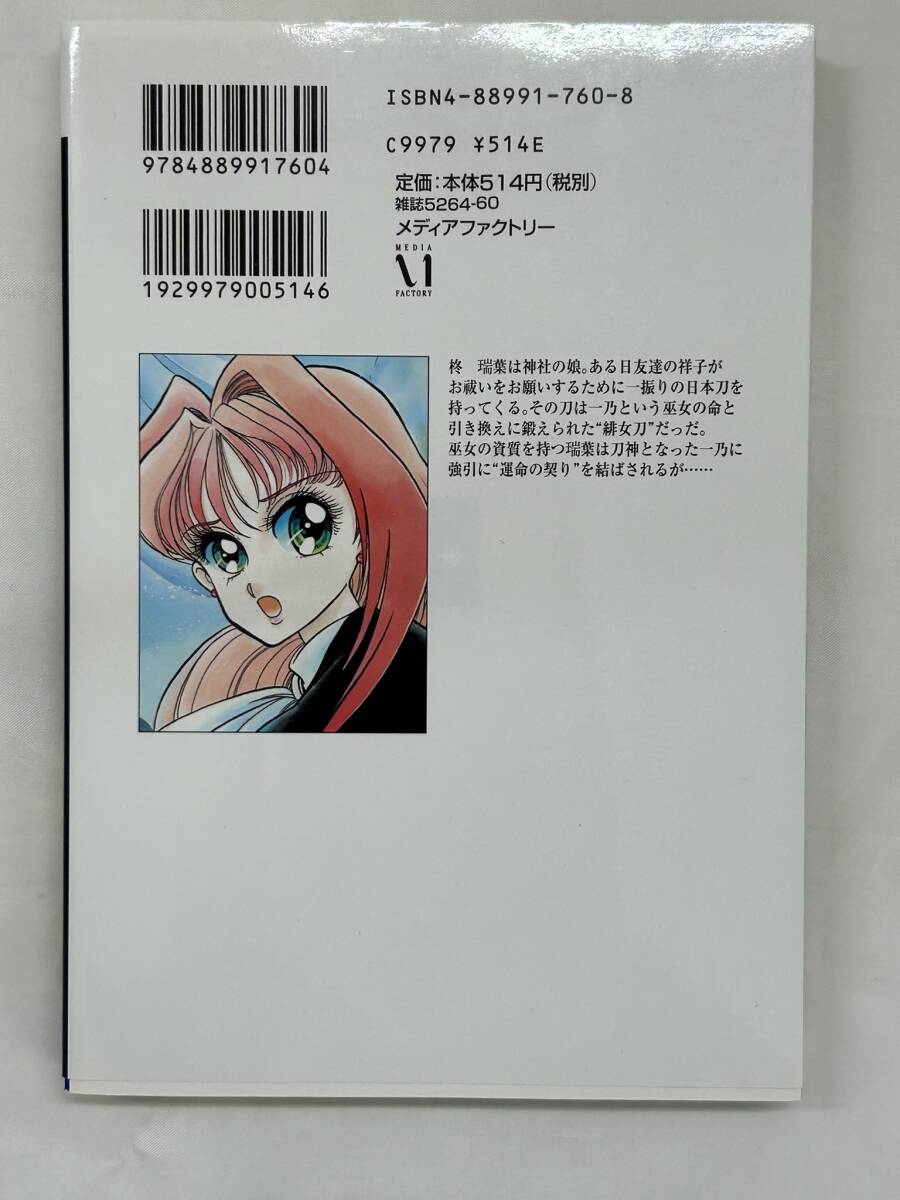 ISBN4-88991-760-8
C9979 ¥514E
定価:本体514円(税別)
雑誌5264-60
メディアファクトリー
MEDIA
FACTORY
9784889917604
1929979005146
柊　瑞葉は神社の娘。ある日友達の祥子が
お祓いをお願いするために一振りの日本刀を
持ってくる。その刀は一乃という巫女の命と
引き換えに鍛えられた“緋女刀”だっだ。
巫女の資質を持つ瑞葉は刀神となった一乃に
強引に“運命の契り”を結ばされるが……